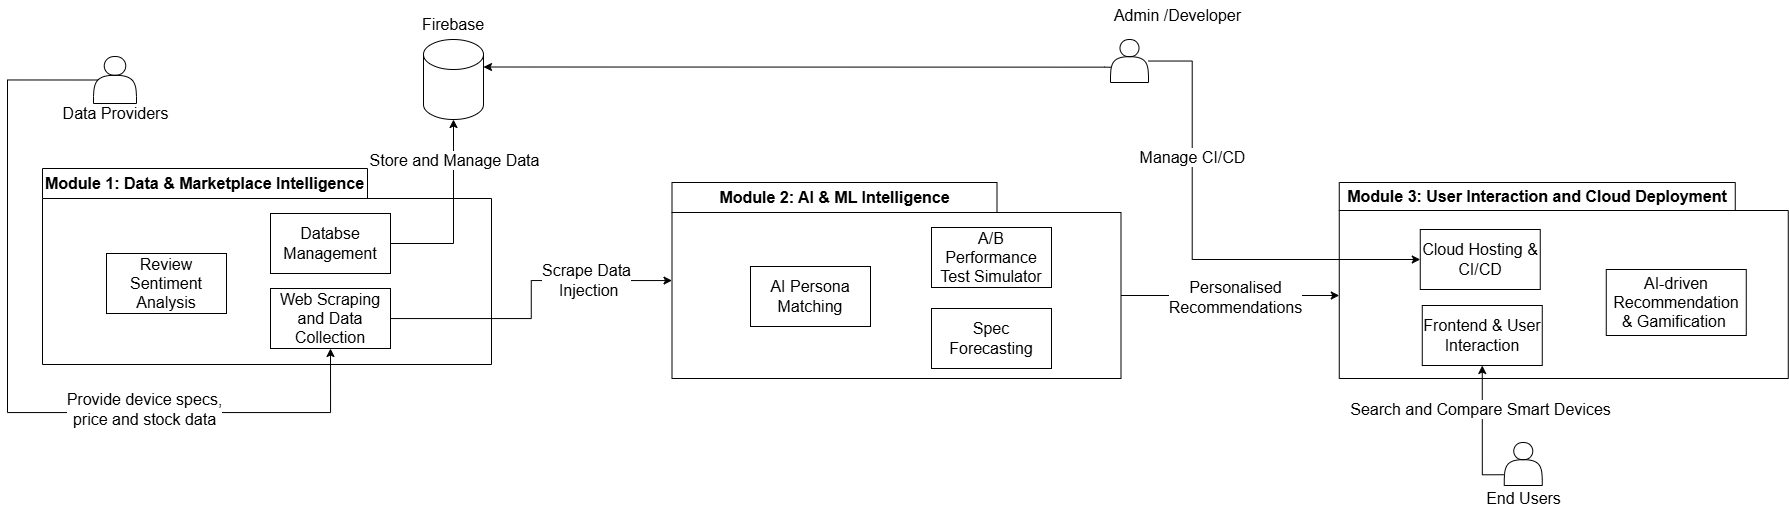 Firebase
Admin /Developer
Data Providers
Store and Manage Data
Manage CI/CD
Module 1: Data & Marketplace Intelligence
Databse
Management
Review
Sentiment
Analysis
Web Scraping
and Data
Collection
Provide device specs,
price and stock data
Scrape Data
Injection
Module 2: AI & ML Intelligence
AI Persona
Matching
A/B
Performance
Test Simulator
Spec
Forecasting
Personalised
Recommendations
Module 3: User Interaction and Cloud Deployment
Cloud Hosting &
CI/CD
Frontend & User
Interaction
AI-driven
Recommendation
& Gamification
Search and Compare Smart Devices
End Users